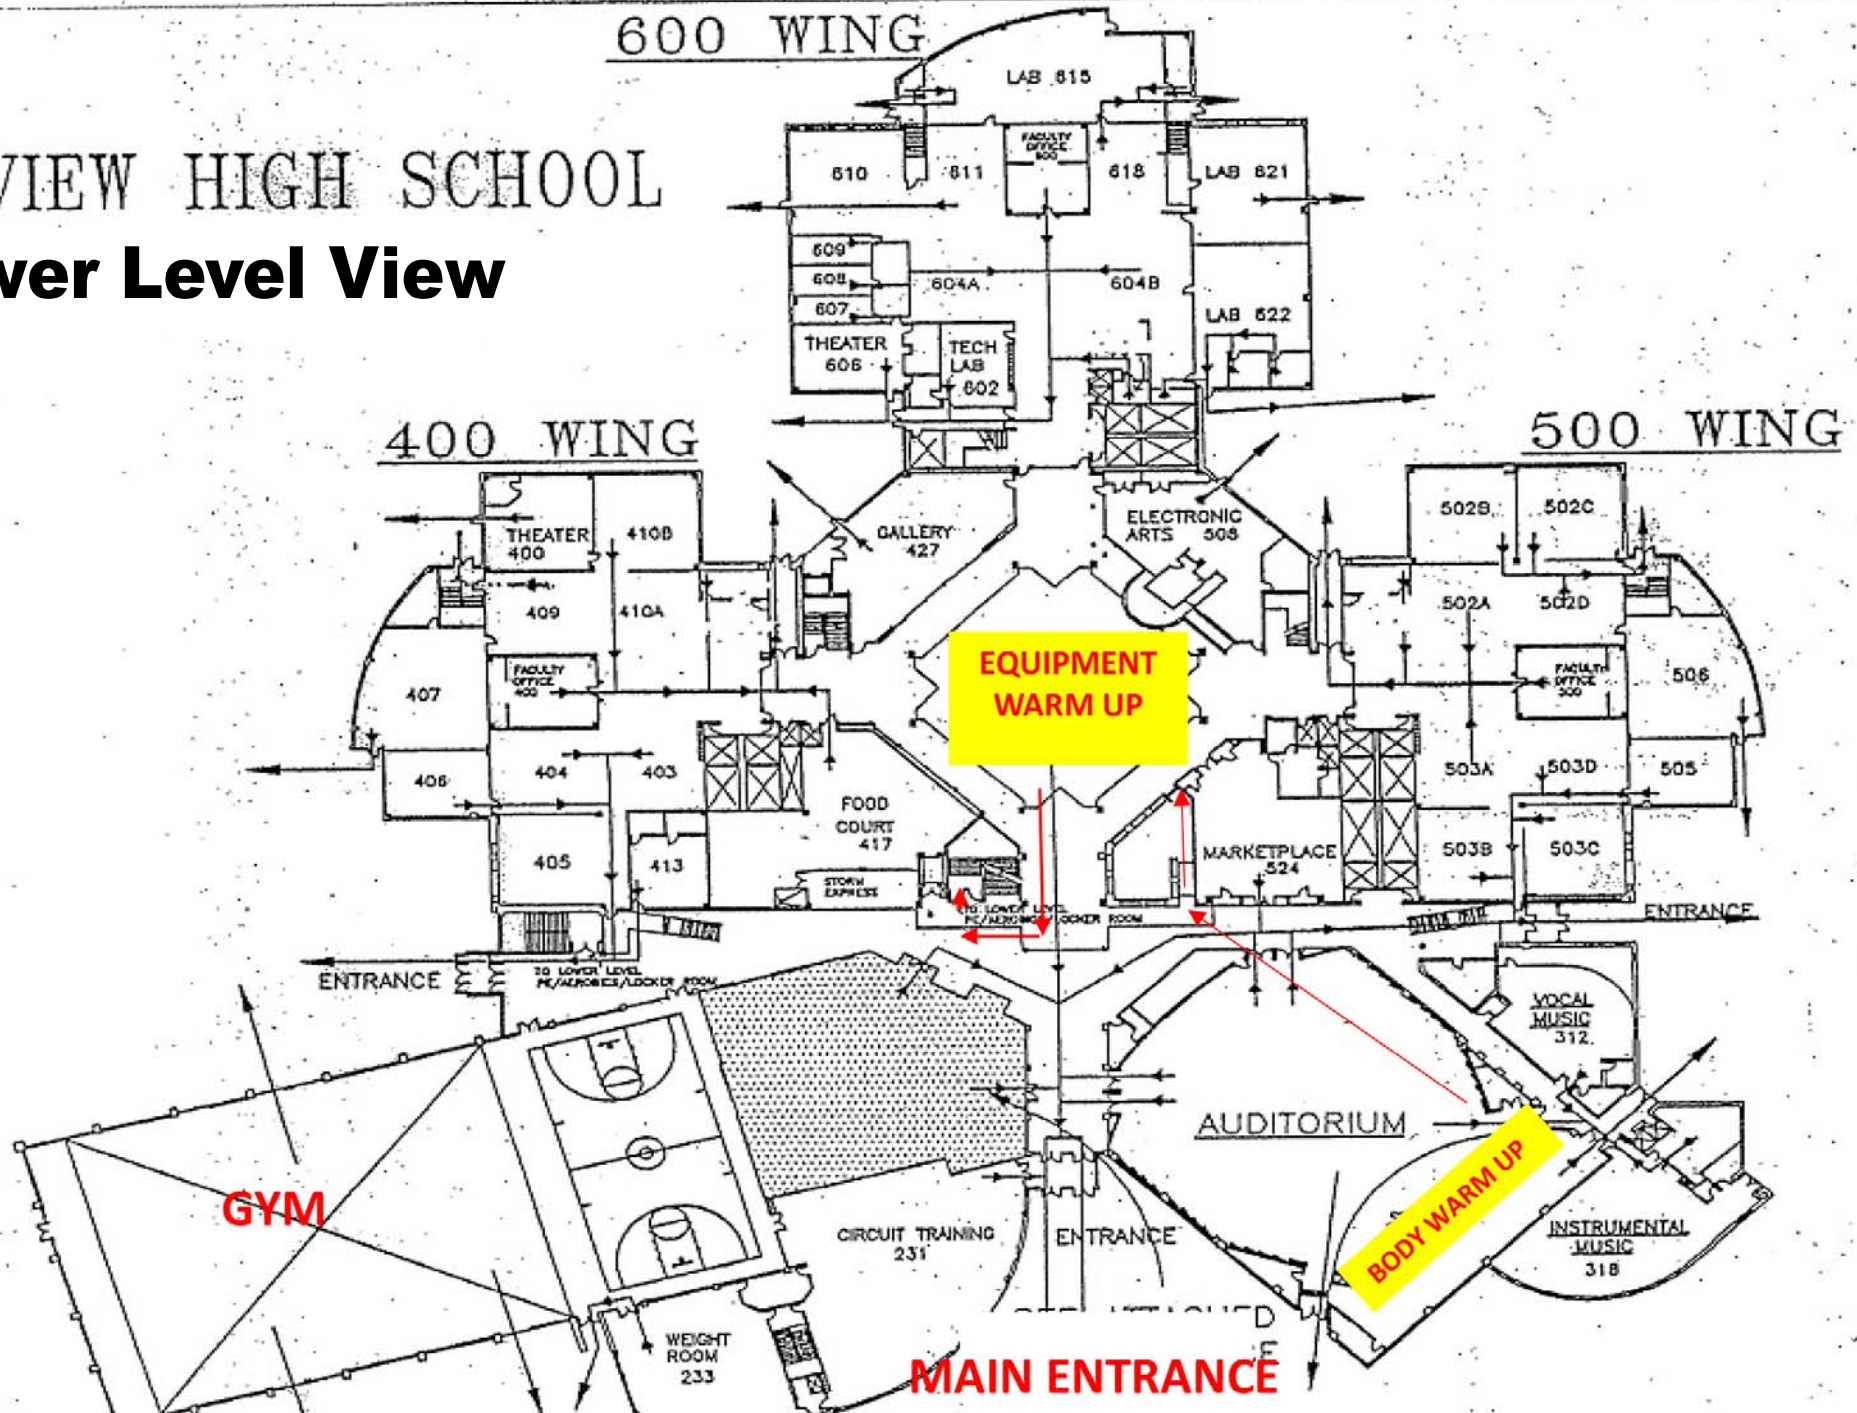 600 WING
LAB 615
VIEW HIGH SCHOOL
wer Level View
610
611
FACULTY
OFFICE
600
618
LAB 621
609
608
607
604A
604B
LAB 622
THEATER
606
TECH
LAB
602
400 WING
500 WING
THEATER
400
410B
GALLERY
427
ELECTRONIC
ARTS 508
502B
502C
409
410A
502A
502D
407
FACULTY
OFFICE
400
EQUIPMENT
WARM UP
FACULTY
OFFICE
500
506
406
404
403
FOOD
COURT
417
503A
503D
505
405
413
STORM
EXPRESS
MARKETPLACE
524
503B
503C
TO LOWER LEVEL
PE/AEROBICS/LOCKER ROOM
ENTRANCE
ENTRANCE
TO LOWER LEVEL
PE/AEROBICS/LOCKER ROOM
VOCAL
MUSIC
312
AUDITORIUM
GYM
BODY WARM UP
CIRCUIT TRAINING
231
ENTRANCE
INSTRUMENTAL
MUSIC
318
WEIGHT
ROOM
233
MAIN ENTRANCE